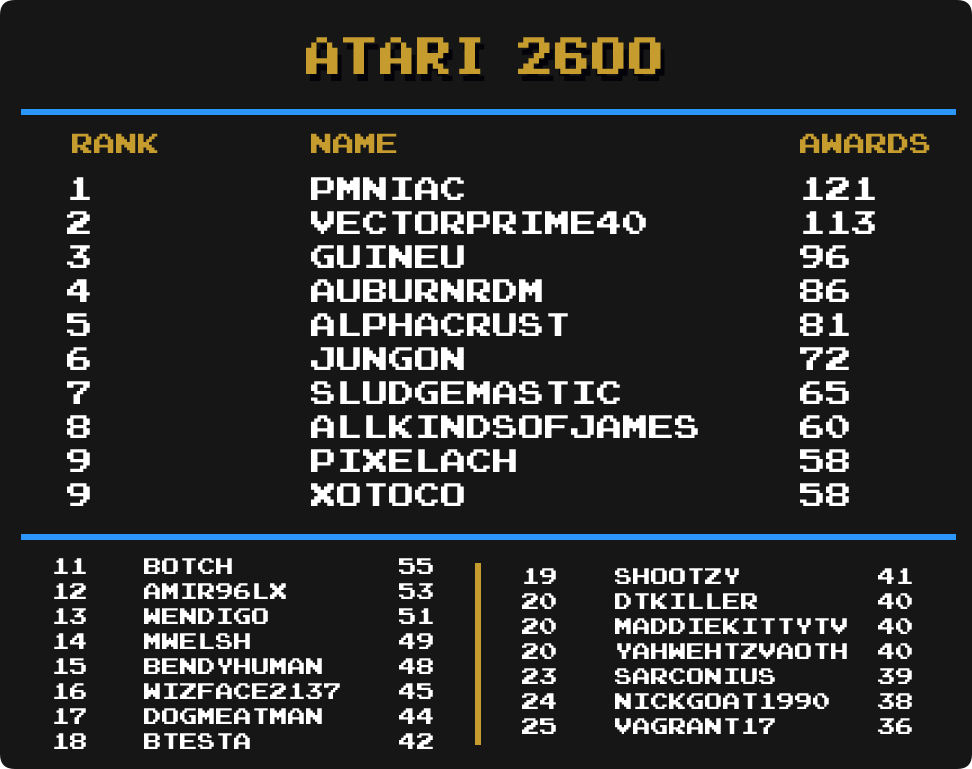 ATARI 2600
RANK NAME AWARDS
1 PMNIAC 121
2 VECTORPRIME40 113
3 GUINEU 96
4 AUBURNRDM 86
5 ALPHACRUST 81
6 JUNGON 72
7 SLUDGEMASTIC 65
8 ALLKINDSOFJAMES 60
9 PIXELACH 58
9 XOTOCO 58
11 BOTCH 55
12 AMIR96LX 53
13 WENDIGO 51
14 MWELSH 49
15 BENDYHUMAN 48
16 WIZFACE2137 45
17 DOGMEATMAN 44
18 BTESTA 42
19 SHOOTZY 41
20 DTKILLER 40
20 MADDIEKITTYTV 40
20 YAHWEHTZVAOTH 40
23 SARCONIUS 39
24 NICKGOAT1990 38
25 VAGRANT17 36